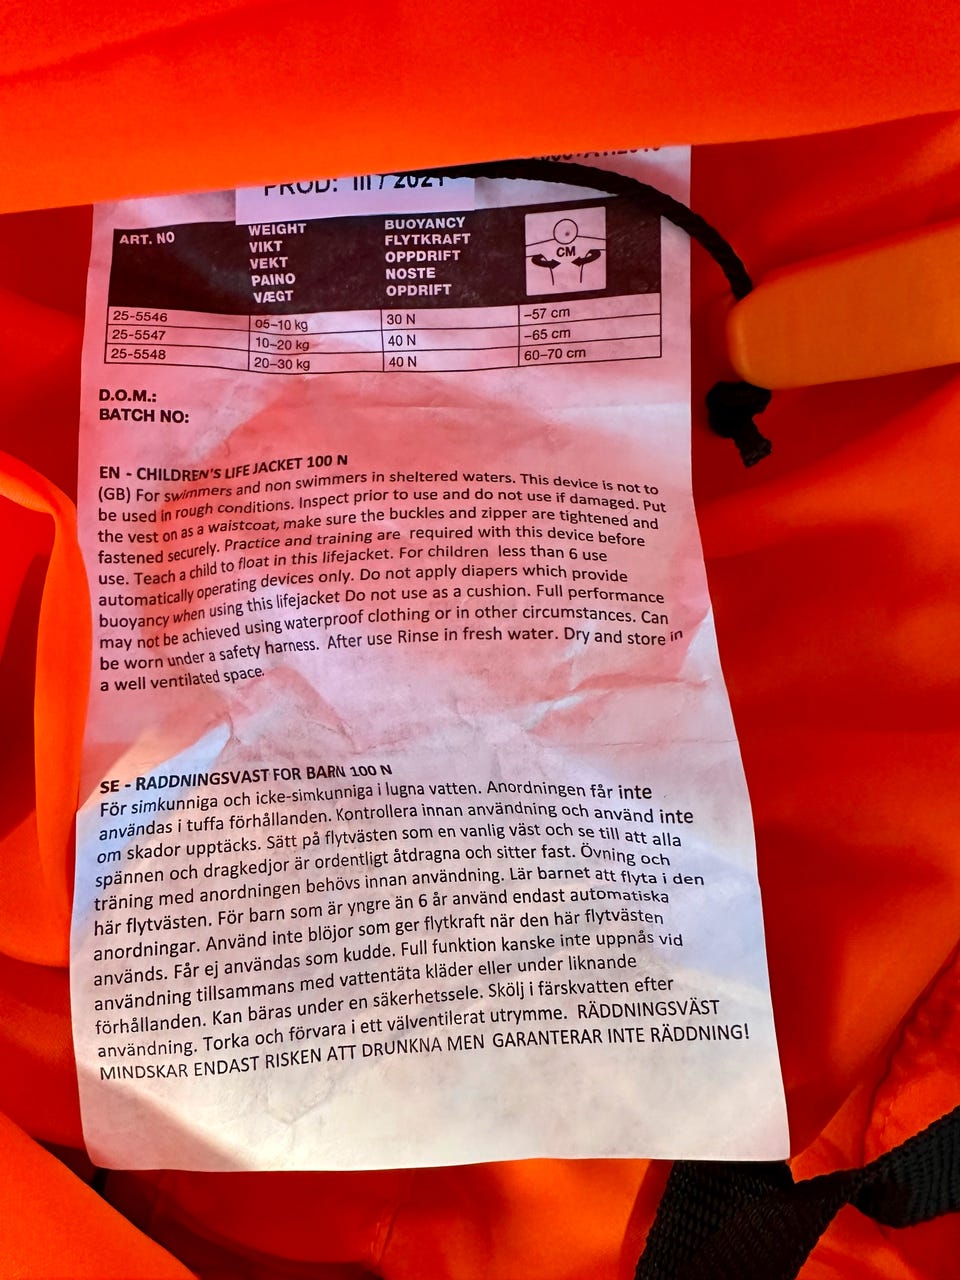 PROD: III / 2021
ART. NO
WEIGHT
VIKT
VEKT
PAINO
VÆGT
BUOYANCY
FLYTKRAFT
OPPDRIFT
NOSTE
OPDRIFT
CM
25-5546 05–10 kg 30 N –57 cm
25-5547 10–20 kg 40 N –65 cm
25-5548 20–30 kg 40 N 60–70 cm
D.O.M.:
BATCH NO:
EN - CHILDREN'S LIFE JACKET 100 N
(GB) For swimmers and non swimmers in sheltered waters. This device is not to
be used in rough conditions. Inspect prior to use and do not use if damaged. Put
the vest on as a waistcoat, make sure the buckles and zipper are tightened and
fastened securely. Practice and training are required with this device before
use. Teach a child to float in this lifejacket. For children less than 6 use
automatically operating devices only. Do not apply diapers which provide
buoyancy when using this lifejacket Do not use as a cushion. Full performance
may not be achieved using waterproof clothing or in other circumstances. Can
be worn under a safety harness. After use Rinse in fresh water. Dry and store in
a well ventilated space.
SE - RADDNINGSVAST FOR BARN 100 N
För simkunniga och icke-simkunniga i lugna vatten. Anordningen får inte
användas i tuffa förhållanden. Kontrollera innan användning och använd inte
om skador upptäcks. Sätt på flytvästen som en vanlig väst och se till att alla
spännen och dragkedjor är ordentligt åtdragna och sitter fast. Övning och
träning med anordningen behövs innan användning. Lär barnet att flyta i den
här flytvästen. För barn som är yngre än 6 år använd endast automatiska
anordningar. Använd inte blöjor som ger flytkraft när den här flytvästen
används. Får ej användas som kudde. Full funktion kanske inte uppnås vid
användning tillsammans med vattentäta kläder eller under liknande
förhållanden. Kan bäras under en säkerhetssele. Skölj i färskvatten efter
användning. Torka och förvara i ett välventilerat utrymme. RÄDDNINGSVÄST
MINDSKAR ENDAST RISKEN ATT DRUNKNA MEN GARANTERAR INTE RÄDDNING!